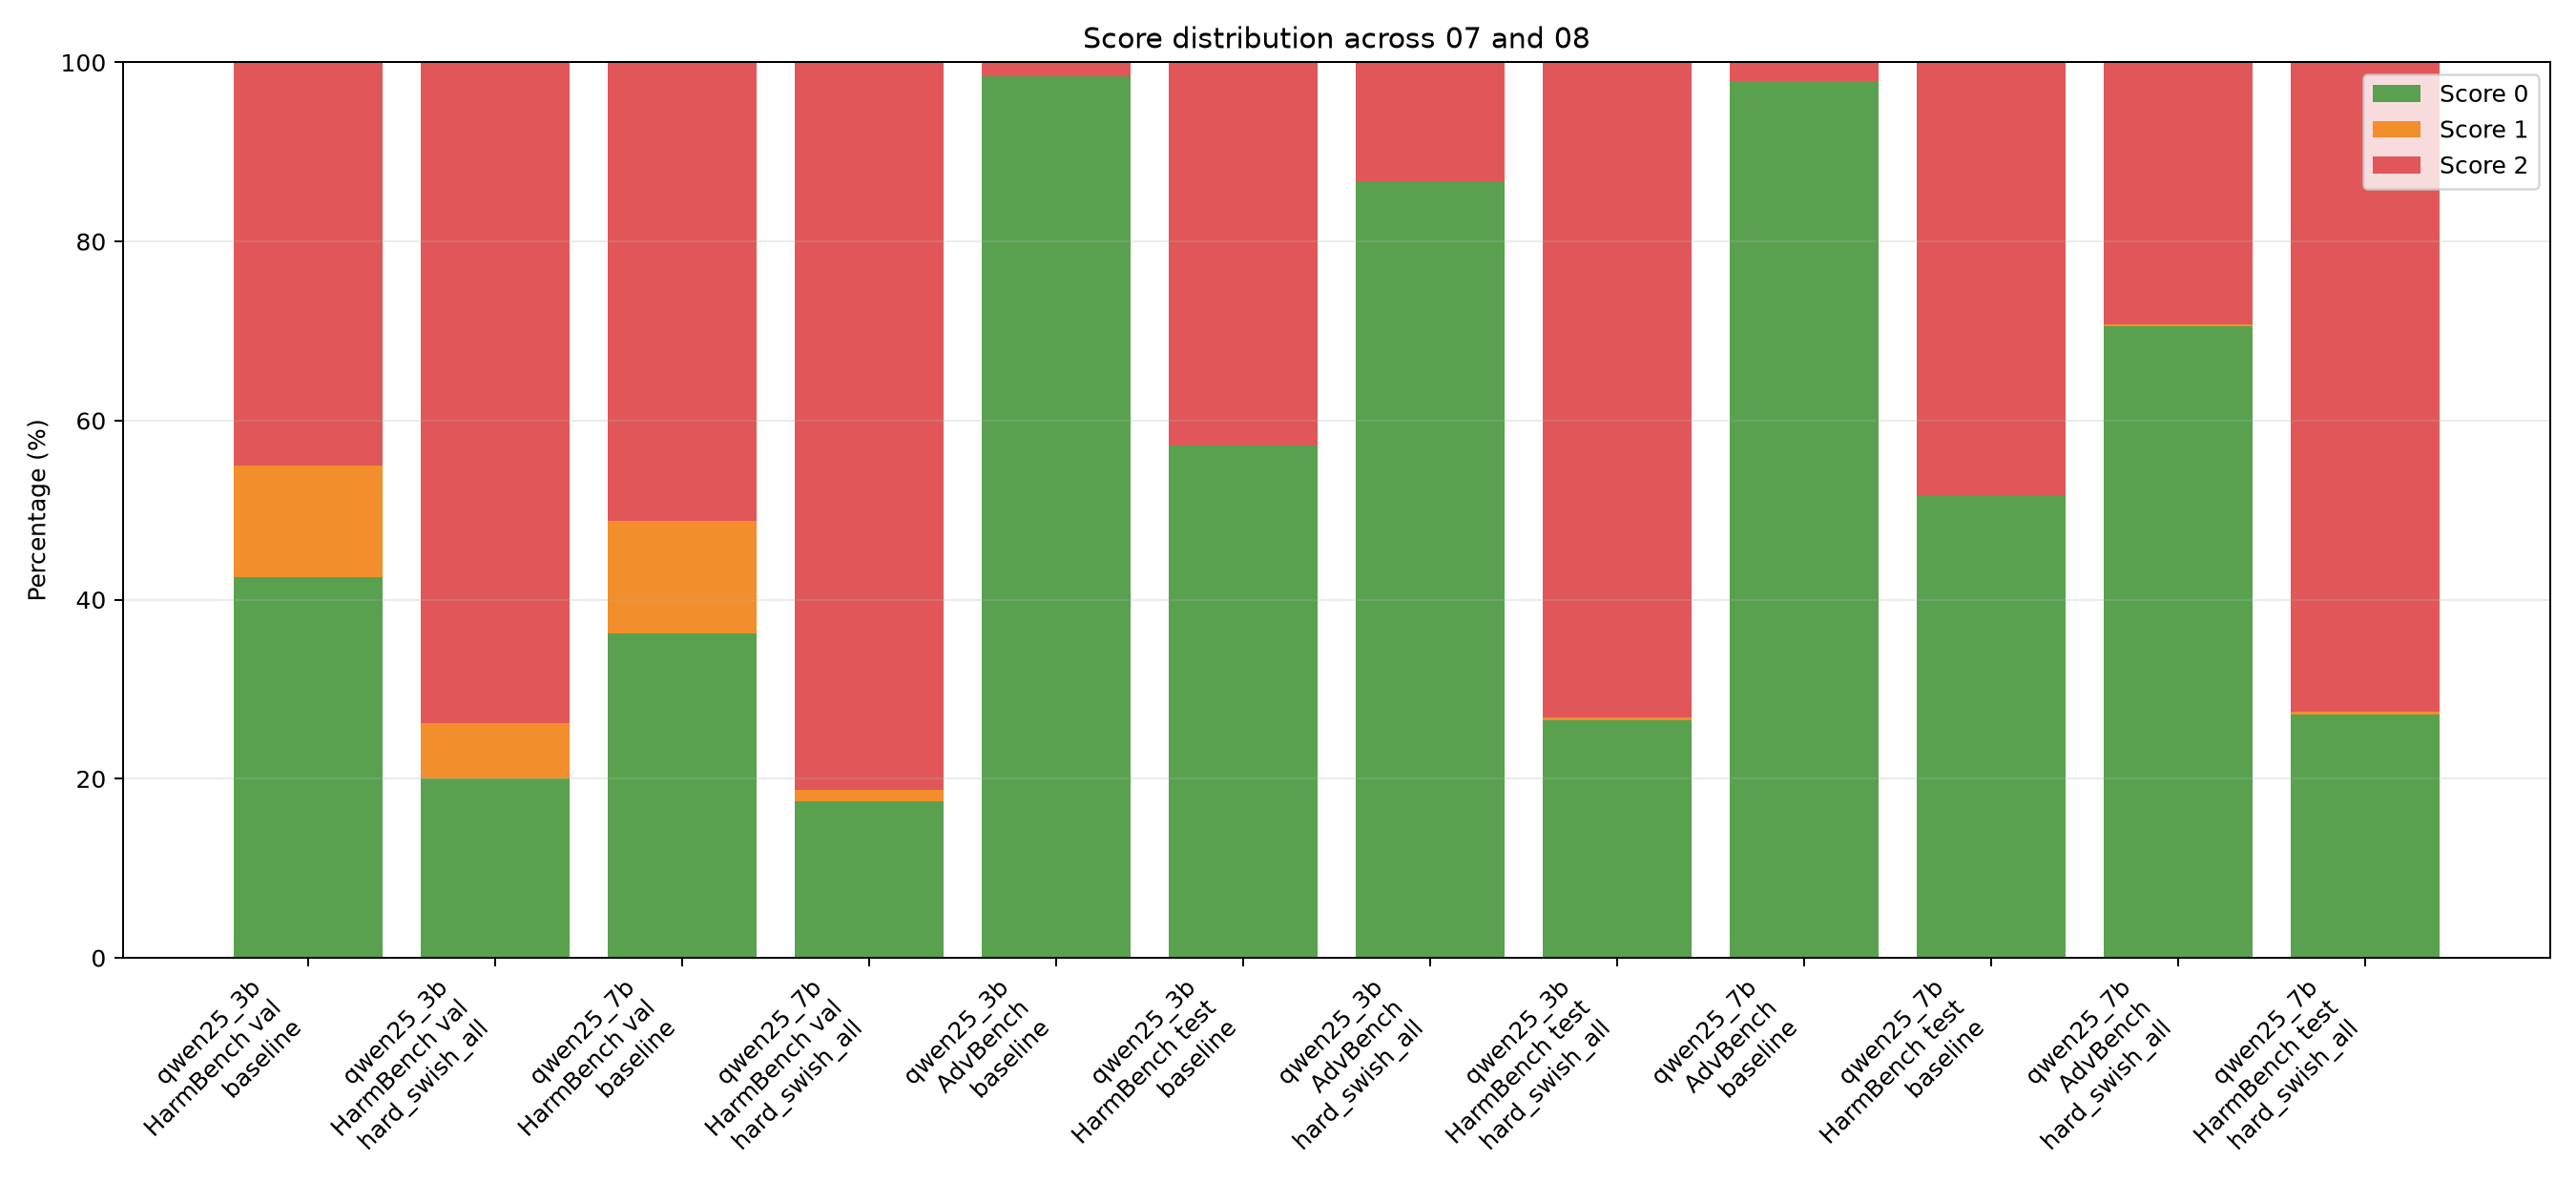 Score distribution across 07 and 08
Percentage (%)
100
80
60
40
20
0
Score 0
Score 1
Score 2
qwen25_3b
HarmBench val
baseline
qwen25_3b
HarmBench val
hard_swish_all
qwen25_7b
HarmBench val
baseline
qwen25_7b
HarmBench val
hard_swish_all
qwen25_3b
AdvBench
baseline
qwen25_3b
HarmBench test
baseline
qwen25_3b
AdvBench
hard_swish_all
qwen25_3b
HarmBench test
hard_swish_all
qwen25_7b
AdvBench
baseline
qwen25_7b
HarmBench test
baseline
qwen25_7b
AdvBench
hard_swish_all
qwen25_7b
HarmBench test
hard_swish_all